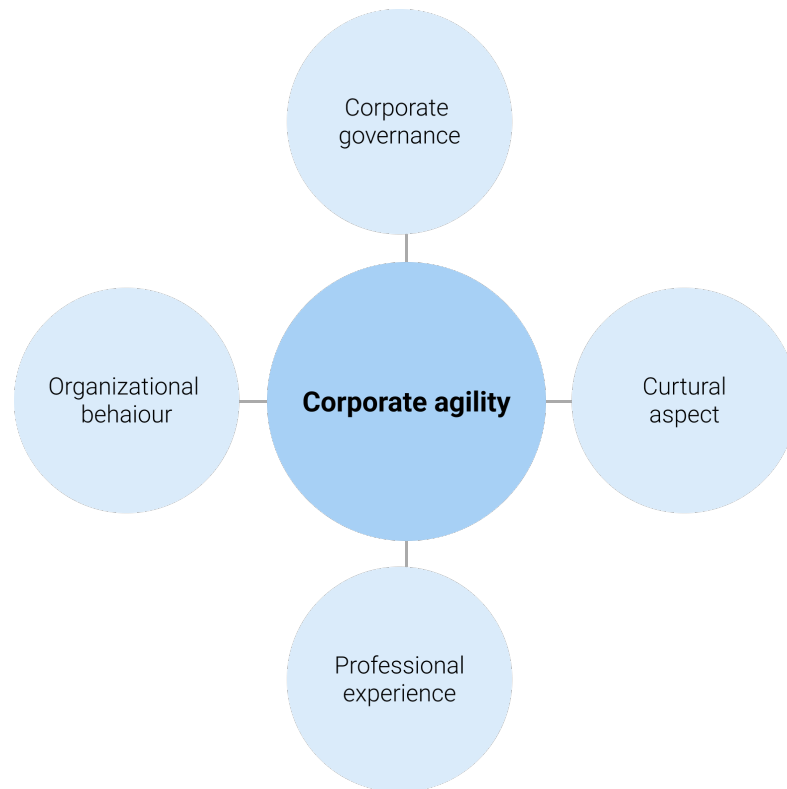 Corporate
governance
Organizational
behaiour
Corporate agility
Curtural
aspect
Professional
experience